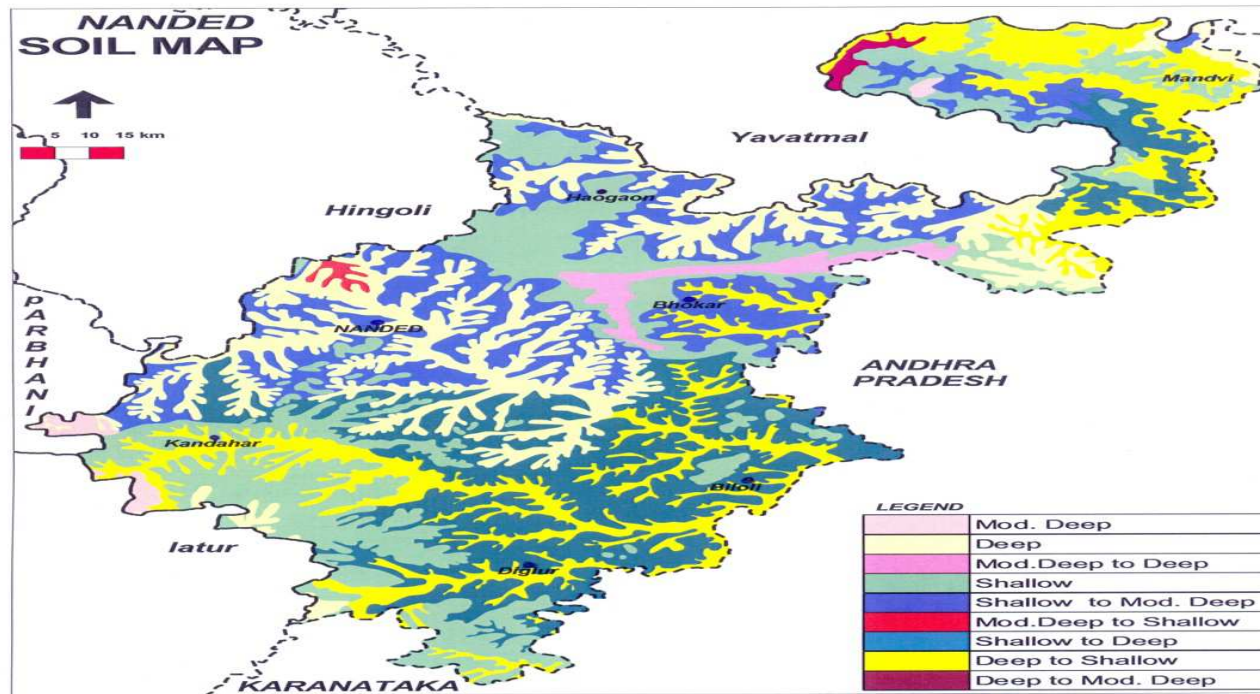 NANDED
SOIL MAP
0 5 10 15 km
Mandvi
Yavatmal
Haogaon
Hingoli
PARBHANI
Bhokar
NANDED
ANDHRA
PRADESH
Kandahar
Biloli
latur
Diglur
KARANATAKA
LEGEND
Mod. Deep
Deep
Mod.Deep to Deep
Shallow
Shallow to Mod. Deep
Mod.Deep to Shallow
Shallow to Deep
Deep to Shallow
Deep to Mod. Deep